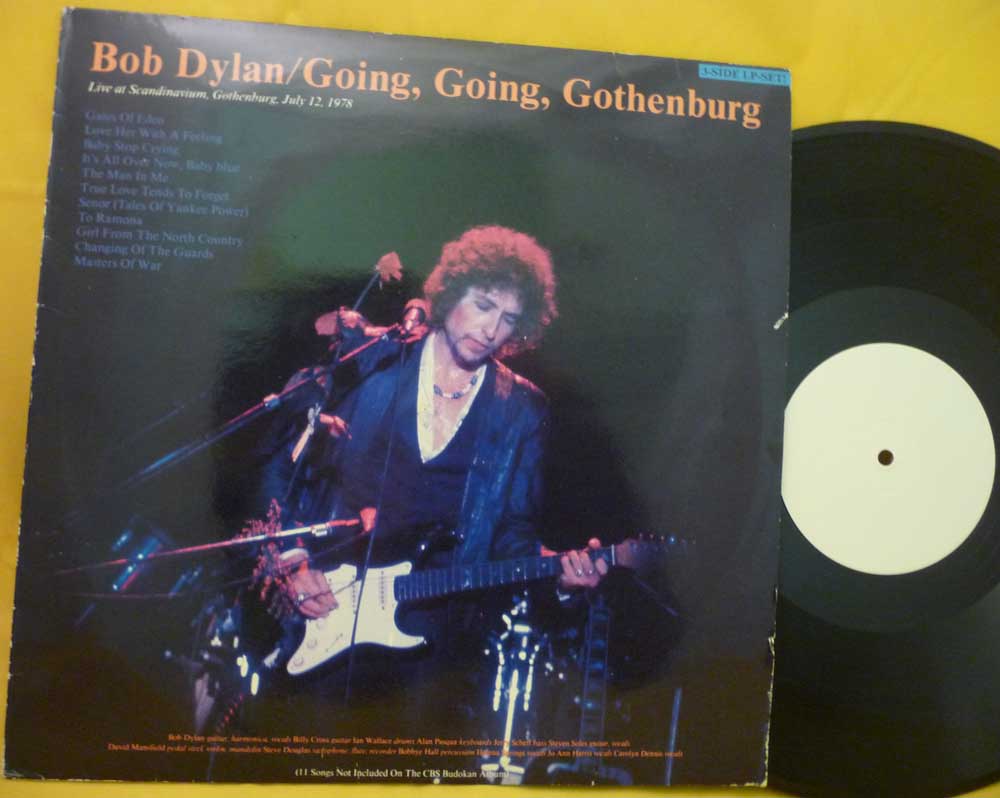 3-SIDE LP-SET!
Bob Dylan/Going, Going, Gothenburg
Live at Scandinavium, Gothenburg, July 12, 1978
Gates Of Eden
Love Her With A Feeling
Baby Stop Crying
It's All Over Now, Baby blue
The Man In Me
True Love Tends To Forget
Senor (Tales Of Yankee Power)
To Ramona
Girl From The North Country
Changing Of The Guards
Masters Of War
Bob Dylan guitar, harmonica, vocals Billy Cross guitar Ian Wallace drums Alan Pasqua keyboards Jerry Scheff bass Steven Soles guitar, vocals
David Mansfield pedal steel, violin, mandolin Steve Douglas saxophone, flute, recorder Bobbye Hall percussion Helena Springs vocals Jo Ann Harris vocals Carolyn Dennis vocals
(11 Songs Not Included On The CBS Budokan Album)